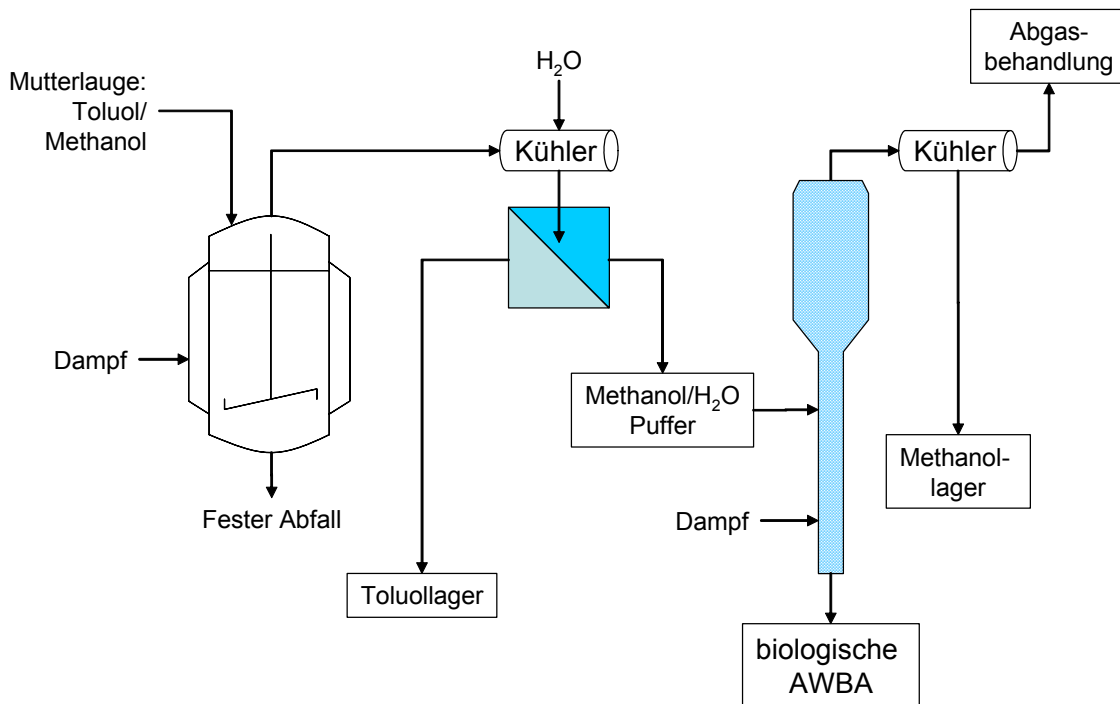 Abgas-
behandlung
Mutterlauge:
Toluol/
Methanol
H₂O
Kühler
Kühler
Dampf
Methanol/H₂O
Puffer
Methanol-
lager
Fester Abfall
Dampf
Toluollager
biologische
AWBA